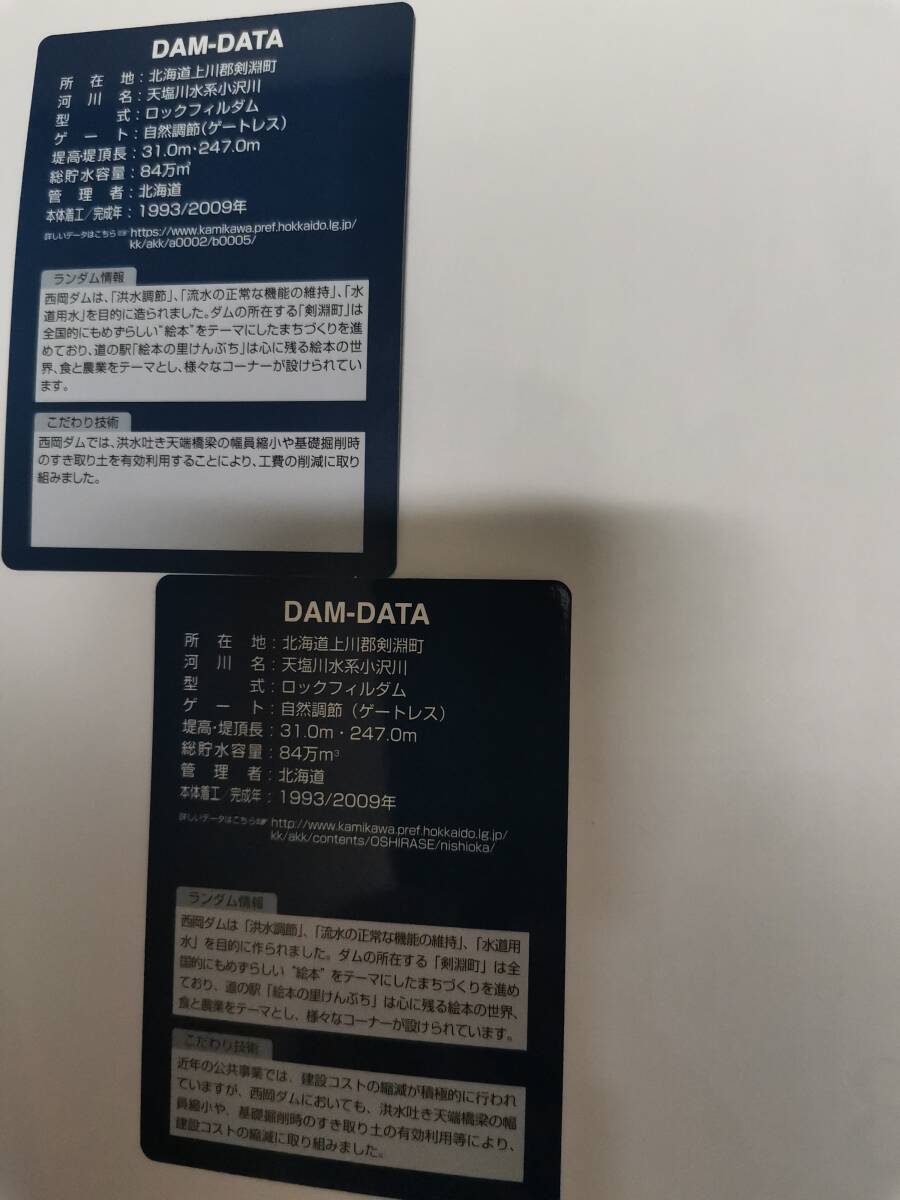 DAM-DATA
所在地：北海道上川郡剣淵町
河川名：天塩川水系小沢川
型式：ロックフィルダム
ゲート：自然調節(ゲートレス)
堤高･堤頂長：31.0m･247.0m
総貯水容量：84万㎥
管理者：北海道
本体着工/完成年：1993/2009年
詳しいデータはこちら☞ https://www.kamikawa.pref.hokkaido.lg.jp/
kk/akk/a0002/b0005/
ランダム情報
西岡ダムは、「洪水調節」、「流水の正常な機能の維持」、「水
道用水」を目的に造られました。ダムの所在する「剣淵町」は
全国的にもめずらしい"絵本"をテーマにしたまちづくりを進
めており、道の駅「絵本の里けんぶち」は心に残る絵本の世
界、食と農業をテーマとし、様々なコーナーが設けられてい
ます。
こだわり技術
西岡ダムでは、洪水吐き天端橋梁の幅員縮小や基礎掘削時
のすき取り土を有効利用することにより、工費の削減に取り
組みました。
DAM-DATA
所在地：北海道上川郡剣淵町
河川名：天塩川水系小沢川
型式：ロックフィルダム
ゲート：自然調節（ゲートレス）
堤高･堤頂長：31.0m・247.0m
総貯水容量：84万m³
管理者：北海道
本体着工/完成年：1993/2009年
詳しいデータはこちら☞ http://www.kamikawa.pref.hokkaido.lg.jp/
kk/akk/contents/OSHIRASE/nishioka/
ランダム情報
西岡ダムは「洪水調節」、「流水の正常な機能の維持」、「水道用
水」を目的に作られました。ダムの所在する「剣淵町」は全
国的にもめずらしい"絵本"をテーマにしたまちづくりを進め
ており、道の駅「絵本の里けんぶち」は心に残る絵本の世界、
食と農業をテーマとし、様々なコーナーが設けられています。
こだわり技術
近年の公共事業では、建設コストの縮減が積極的に行われ
ていますが、西岡ダムにおいても、洪水吐き天端橋梁の幅
員縮小や、基礎掘削時のすき取り土の有効利用等により、
建設コストの縮減に取り組みました。